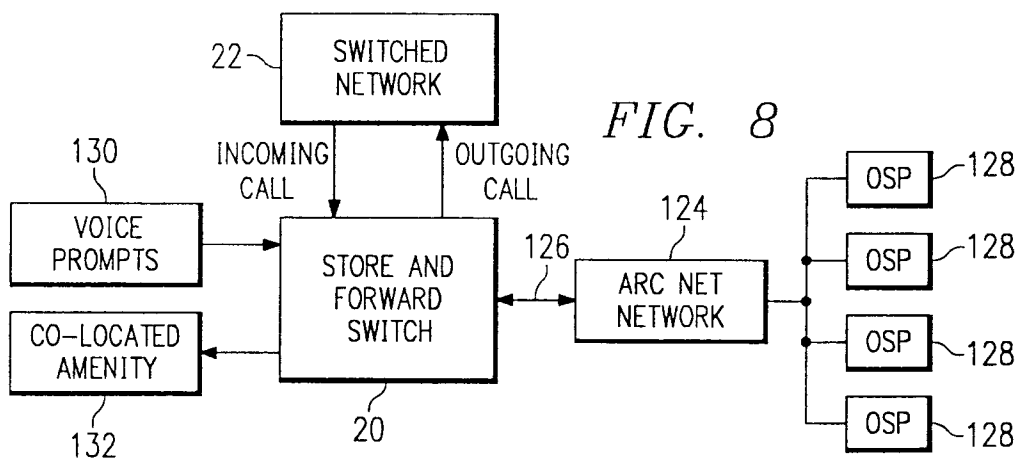 SWITCHED
NETWORK
22
FIG. 8
INCOMING
CALL
OUTGOING
CALL
130
VOICE
PROMPTS
STORE AND
FORWARD
SWITCH
20
CO-LOCATED
AMENITY
132
126
124
ARC NET
NETWORK
OSP
128
OSP
128
OSP
128
OSP
128